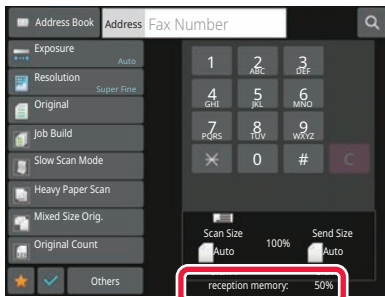 Address Book
Address
Fax Number
Exposure
Auto
Resolution
Super Fine
Original
Job Build
Slow Scan Mode
Heavy Paper Scan
Mixed Size Orig.
Original Count
Others
1
2
ABC
3
DEF
4
GHI
5
JKL
6
MNO
7
PQRS
8
TUV
9
WXYZ
0
#
C
Scan Size
Auto
100%
Send Size
Auto
reception memory: 50%